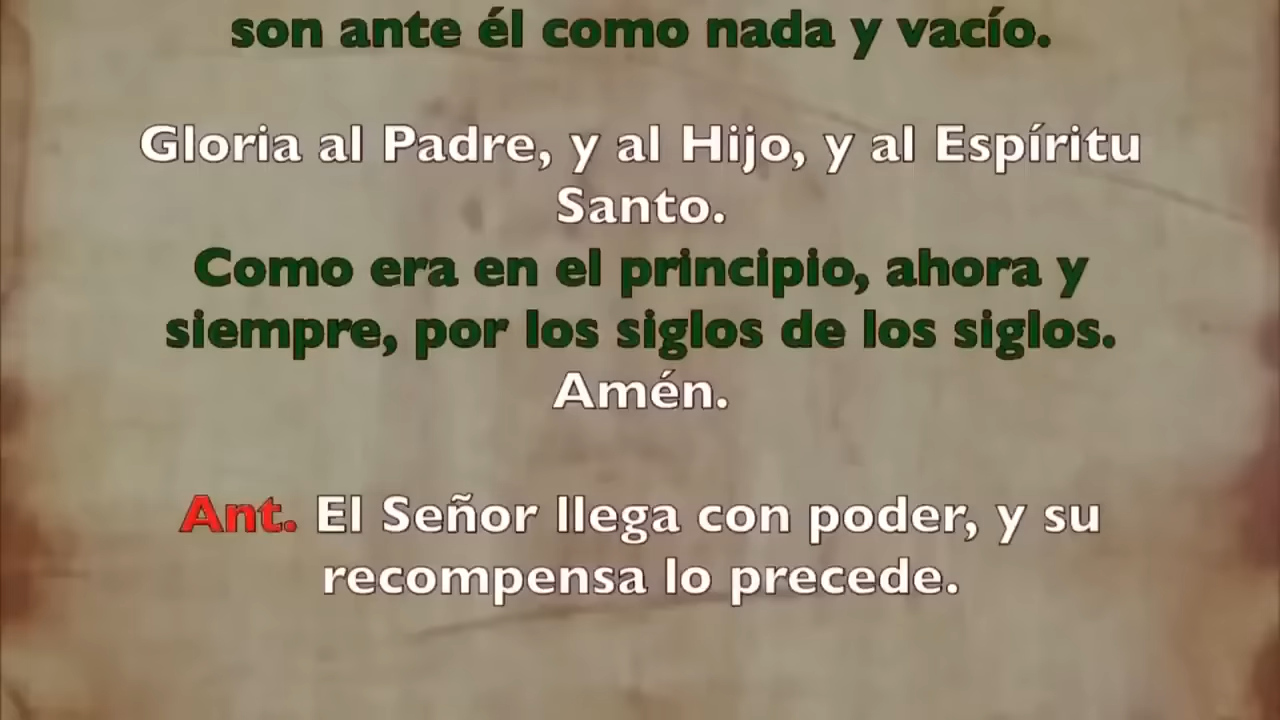 son ante él como nada y vacío.
Gloria al Padre, y al Hijo, y al Espíritu
Santo.
Como era en el principio, ahora y
siempre, por los siglos de los siglos.
Amén.
Ant. El Señor llega con poder, y su
recompensa lo precede.